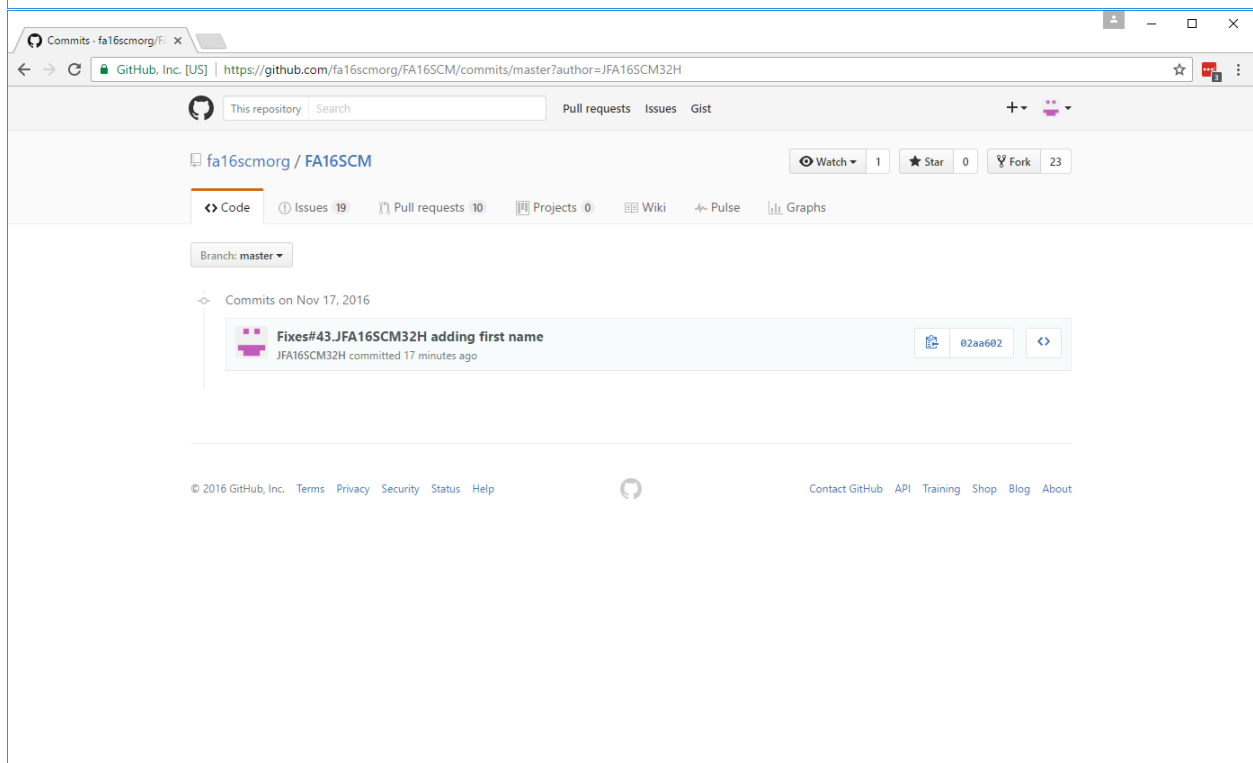 Commits · fa16scmorg/F
GitHub, Inc. [US] | https://github.com/fa16scmorg/FA16SCM/commits/master?author=JFA16SCM32H
3
This repository Search Pull requests Issues Gist
fa16scmorg / FA16SCM Watch 1 Star 0 Fork 23
Code Issues 19 Pull requests 10 Projects 0 Wiki Pulse Graphs
Branch: master
Commits on Nov 17, 2016
Fixes#43.JFA16SCM32H adding first name
JFA16SCM32H committed 17 minutes ago 02aa602
© 2016 GitHub, Inc. Terms Privacy Security Status Help Contact GitHub API Training Shop Blog About